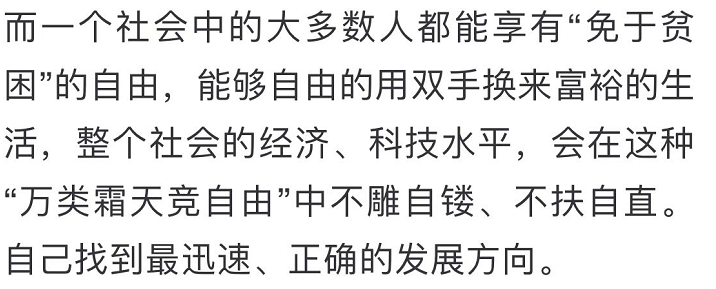 而一个社会中的大多数人都能享有“免于贫
困”的自由，能够自由的用双手换来富裕的生
活，整个社会的经济、科技水平，会在这种
“万类霜天竞自由”中不雕自镂、不扶自直。
自己找到最迅速、正确的发展方向。